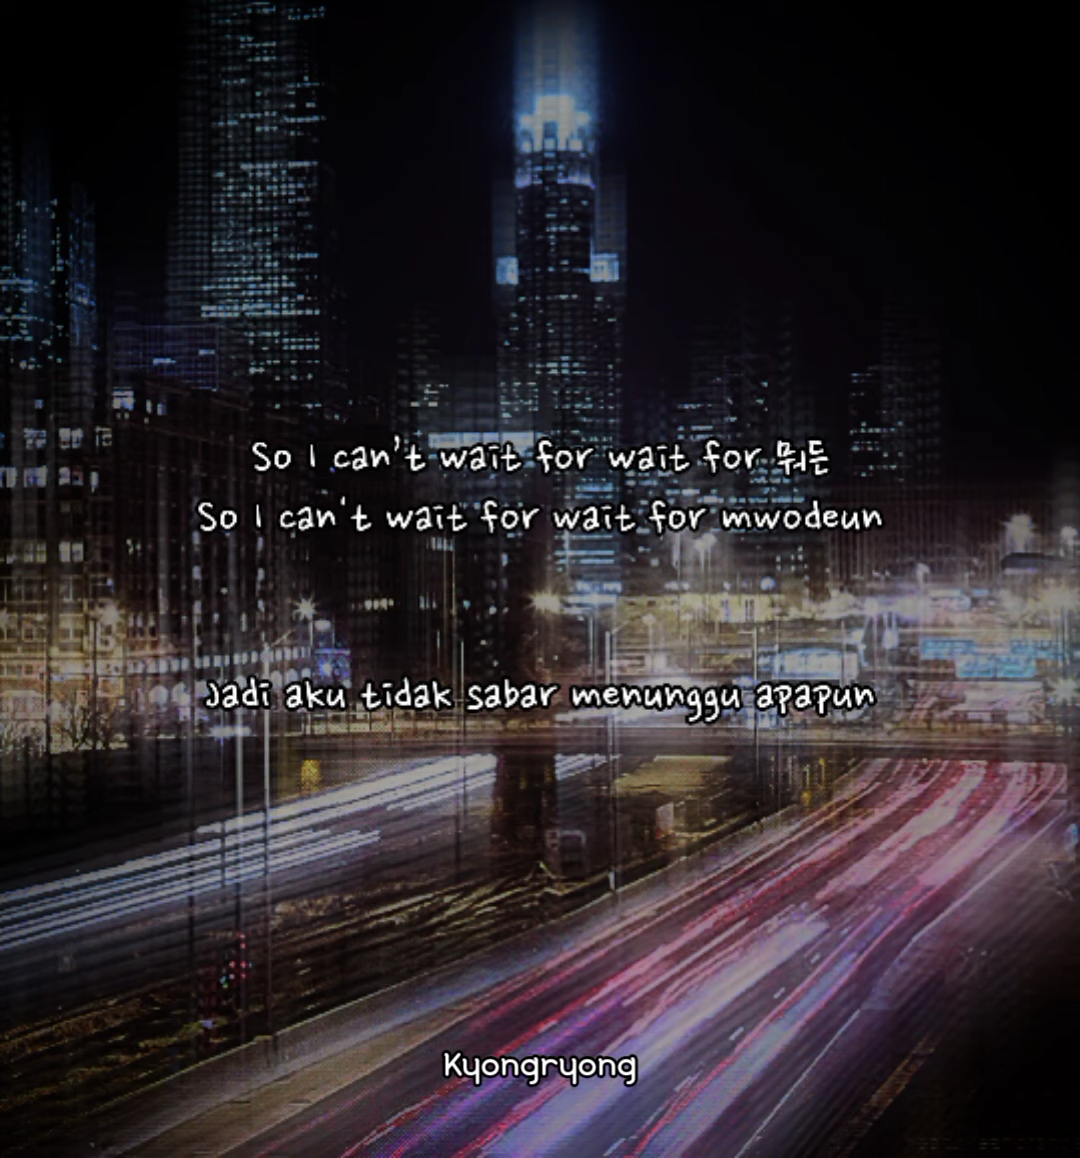 So I can't wait for wait for 뭐든
So I can't wait for wait for mwodeun
Jadi aku tidak sabar menunggu apapun
Kyongryong